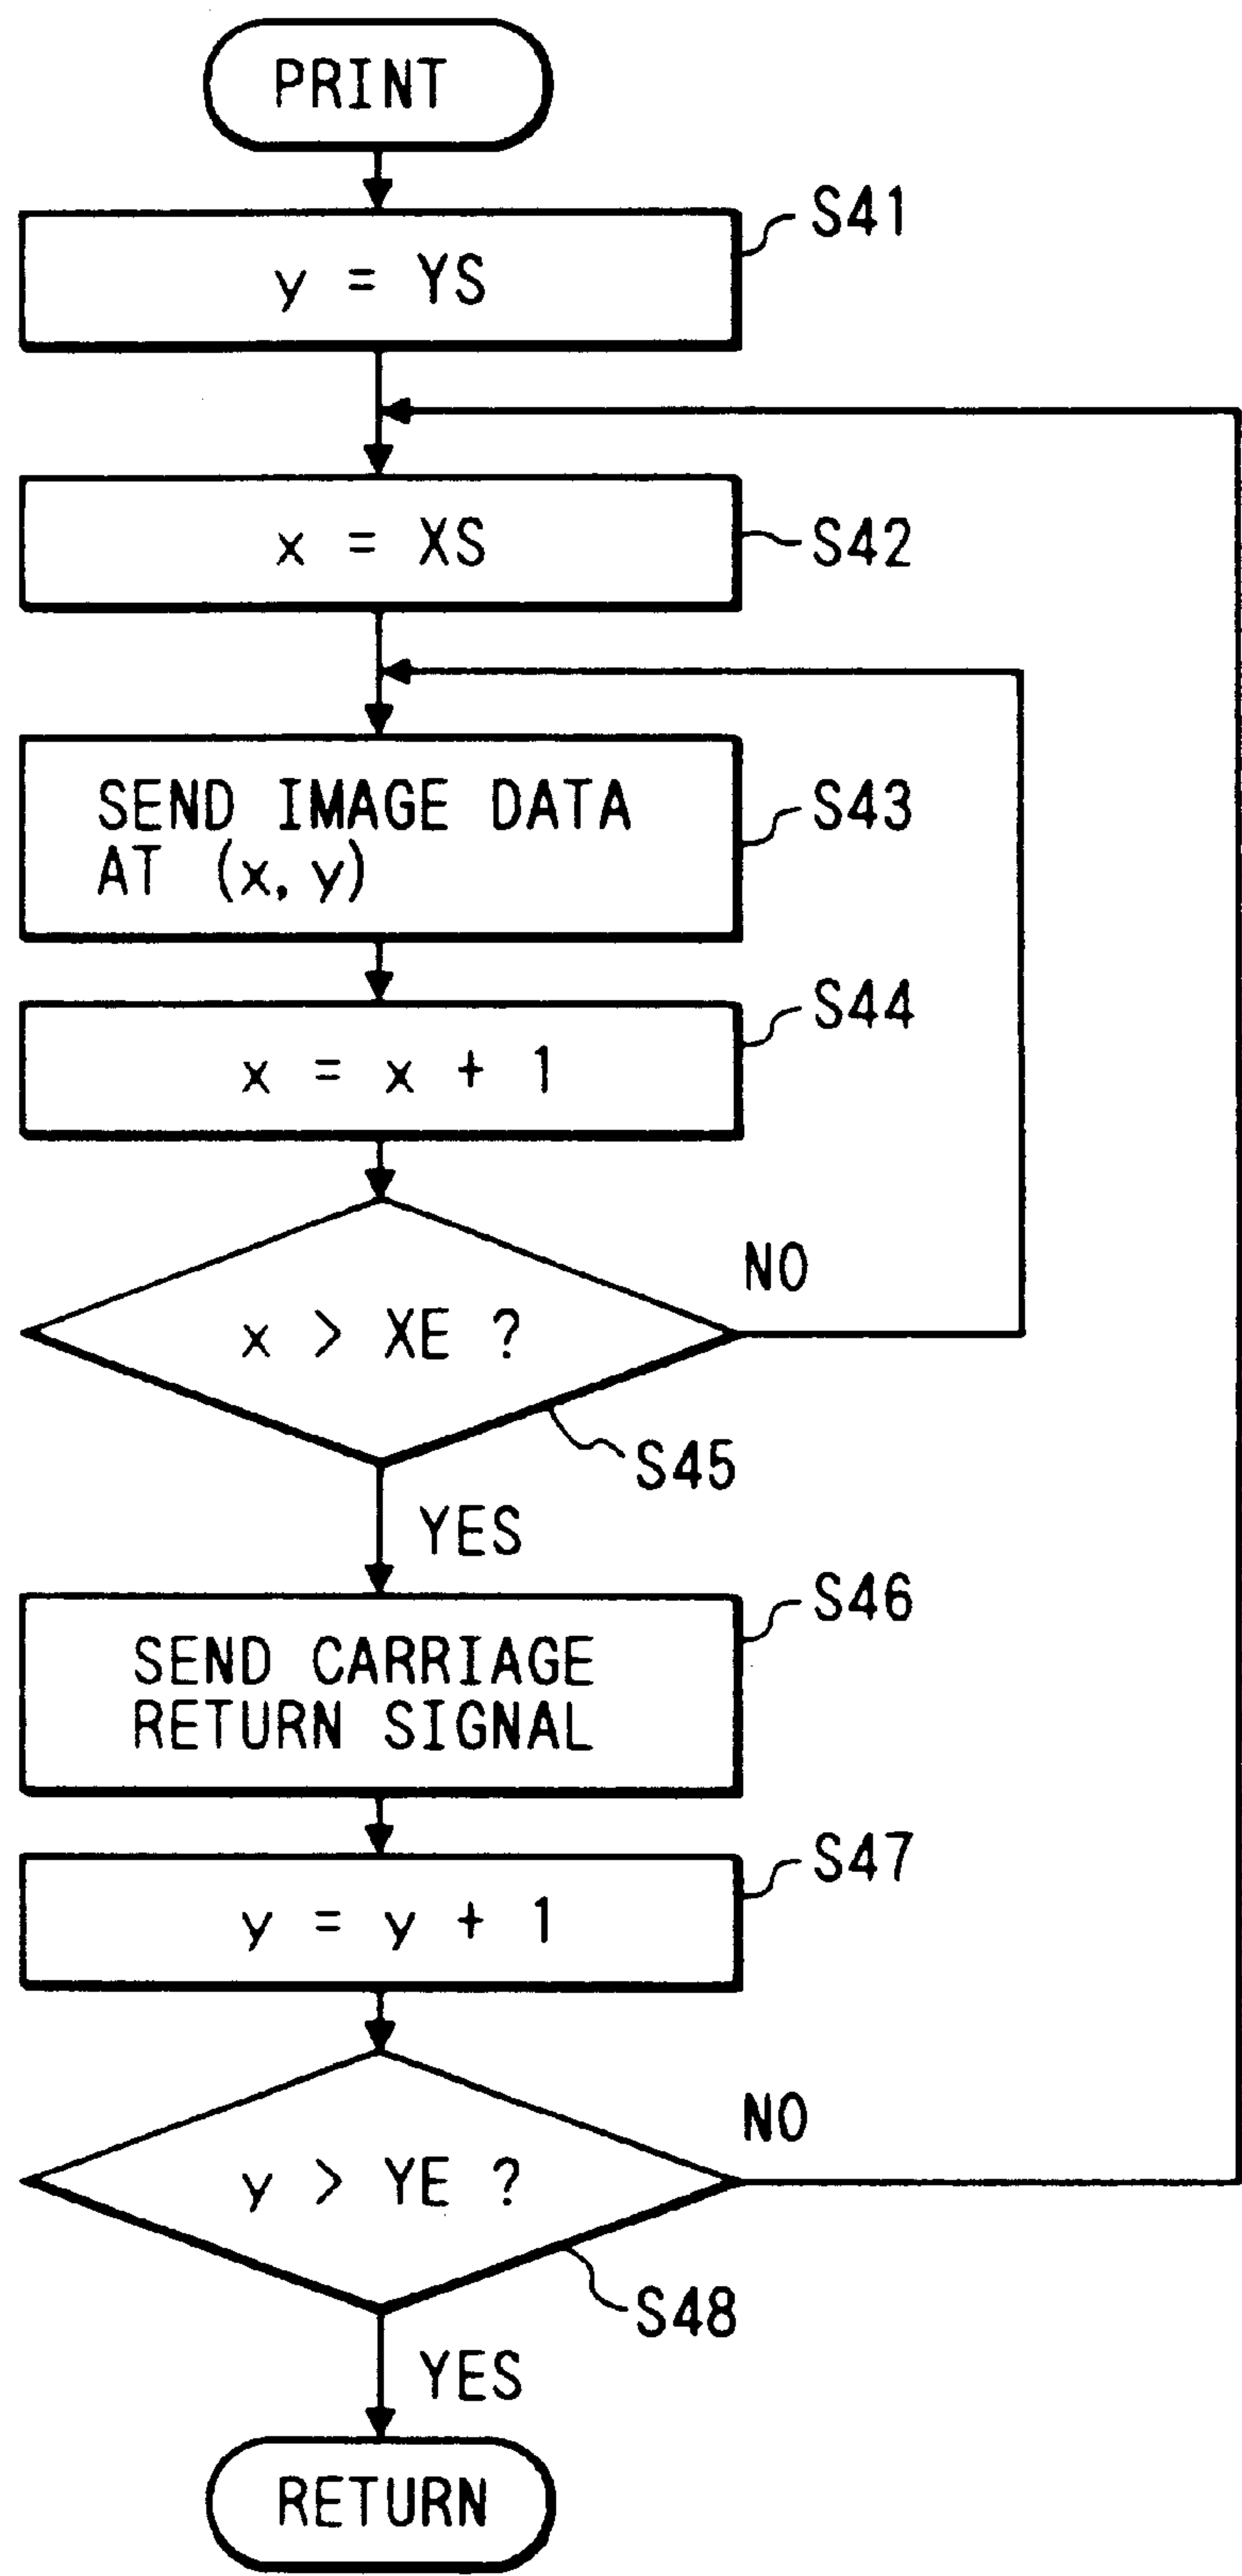 PRINT
S41
y = YS
x = XS
S42
SEND IMAGE DATA
AT (x, y)
S43
S44
x = x + 1
NO
x > XE ?
S45
YES
S46
SEND CARRIAGE
RETURN SIGNAL
S47
y = y + 1
NO
y > YE ?
S48
YES
RETURN